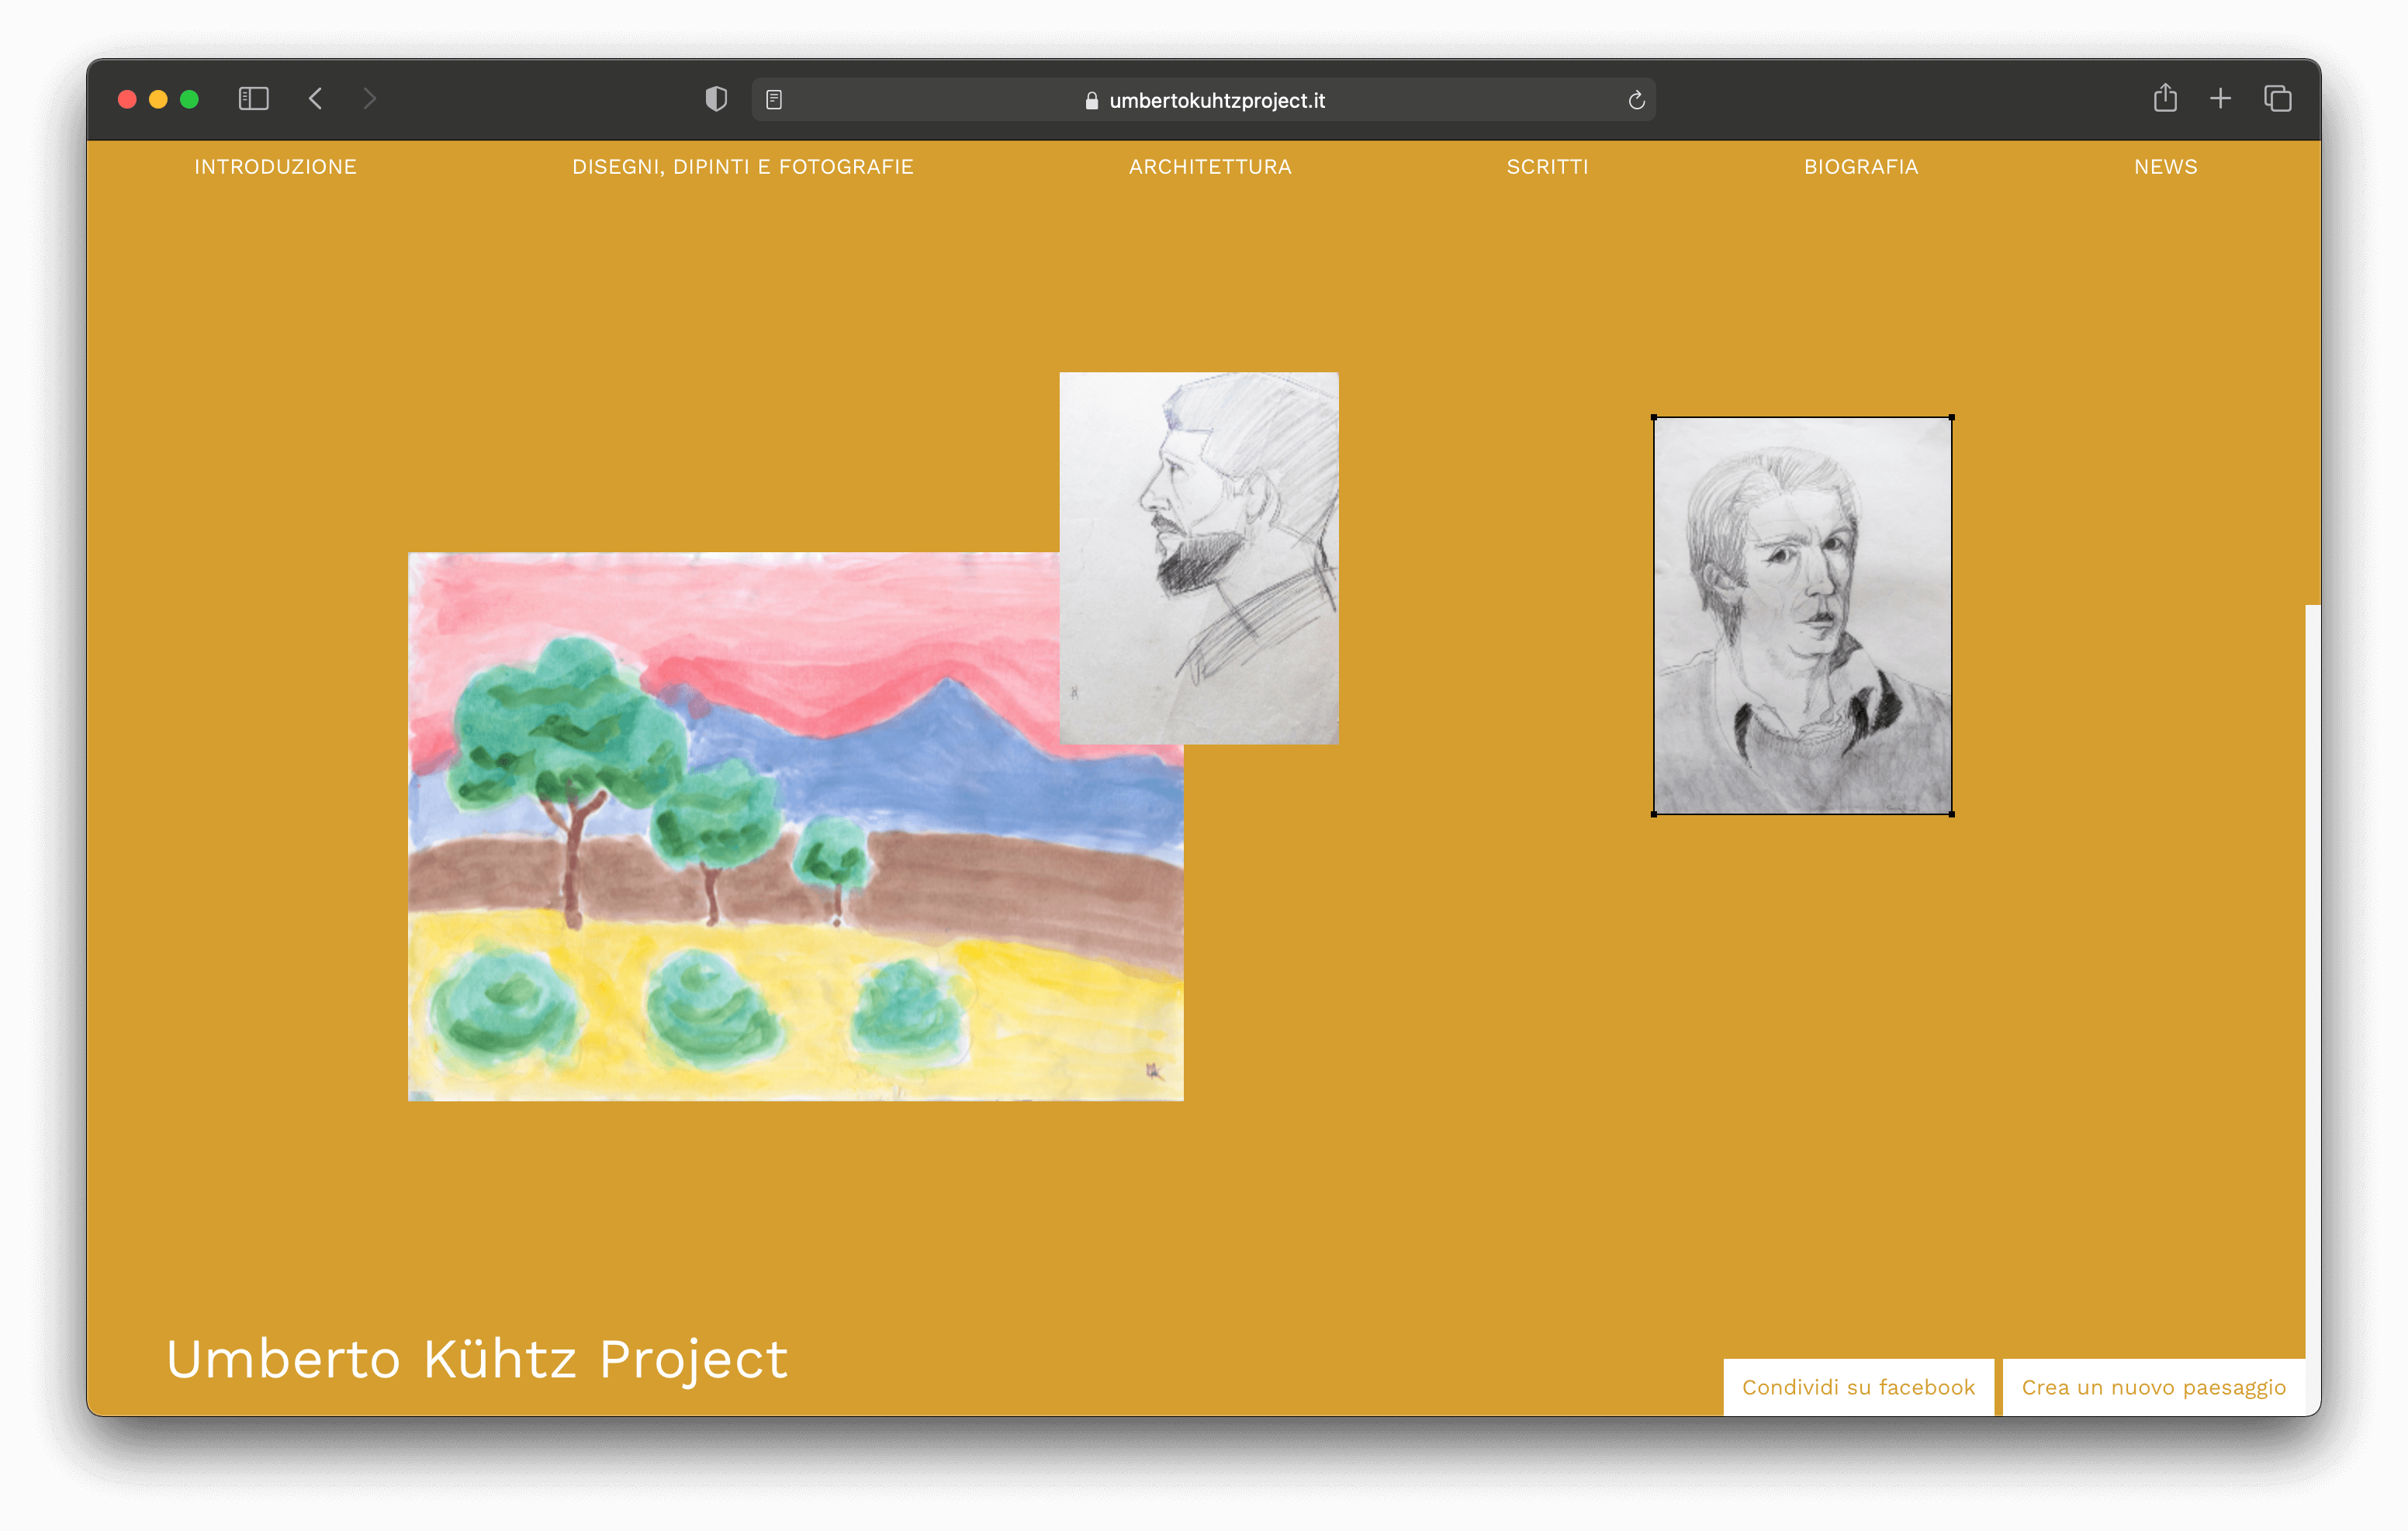 umbertokuhtzproject.it
INTRODUZIONE DISEGNI, DIPINTI E FOTOGRAFIE ARCHITETTURA SCRITTI BIOGRAFIA NEWS
Umberto Kühtz Project
Condividi su facebook Crea un nuovo paesaggio